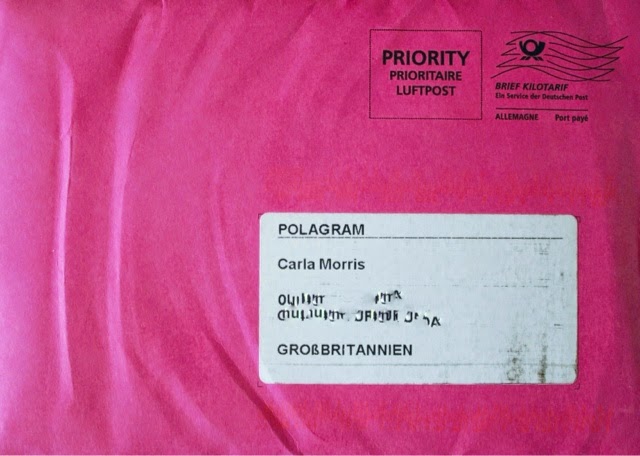 PRIORITY
PRIORITAIRE
LUFTPOST
BRIEF KILOTARIF
Ein Service der Deutschen Post
ALLEMAGNE Port payé
POLAGRAM
Carla Morris
GROßBRITANNIEN